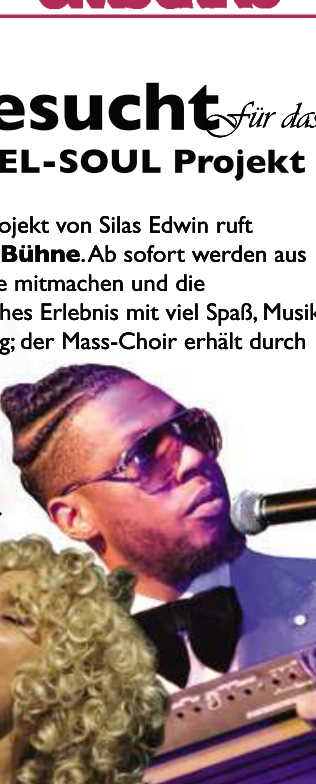 esucht für das
EL-SOUL Projekt
ojekt von Silas Edwin ruft
Bühne. Ab sofort werden aus
e mitmachen und die
hes Erlebnis mit viel Spaß, Musik
g; der Mass-Choir erhält durch